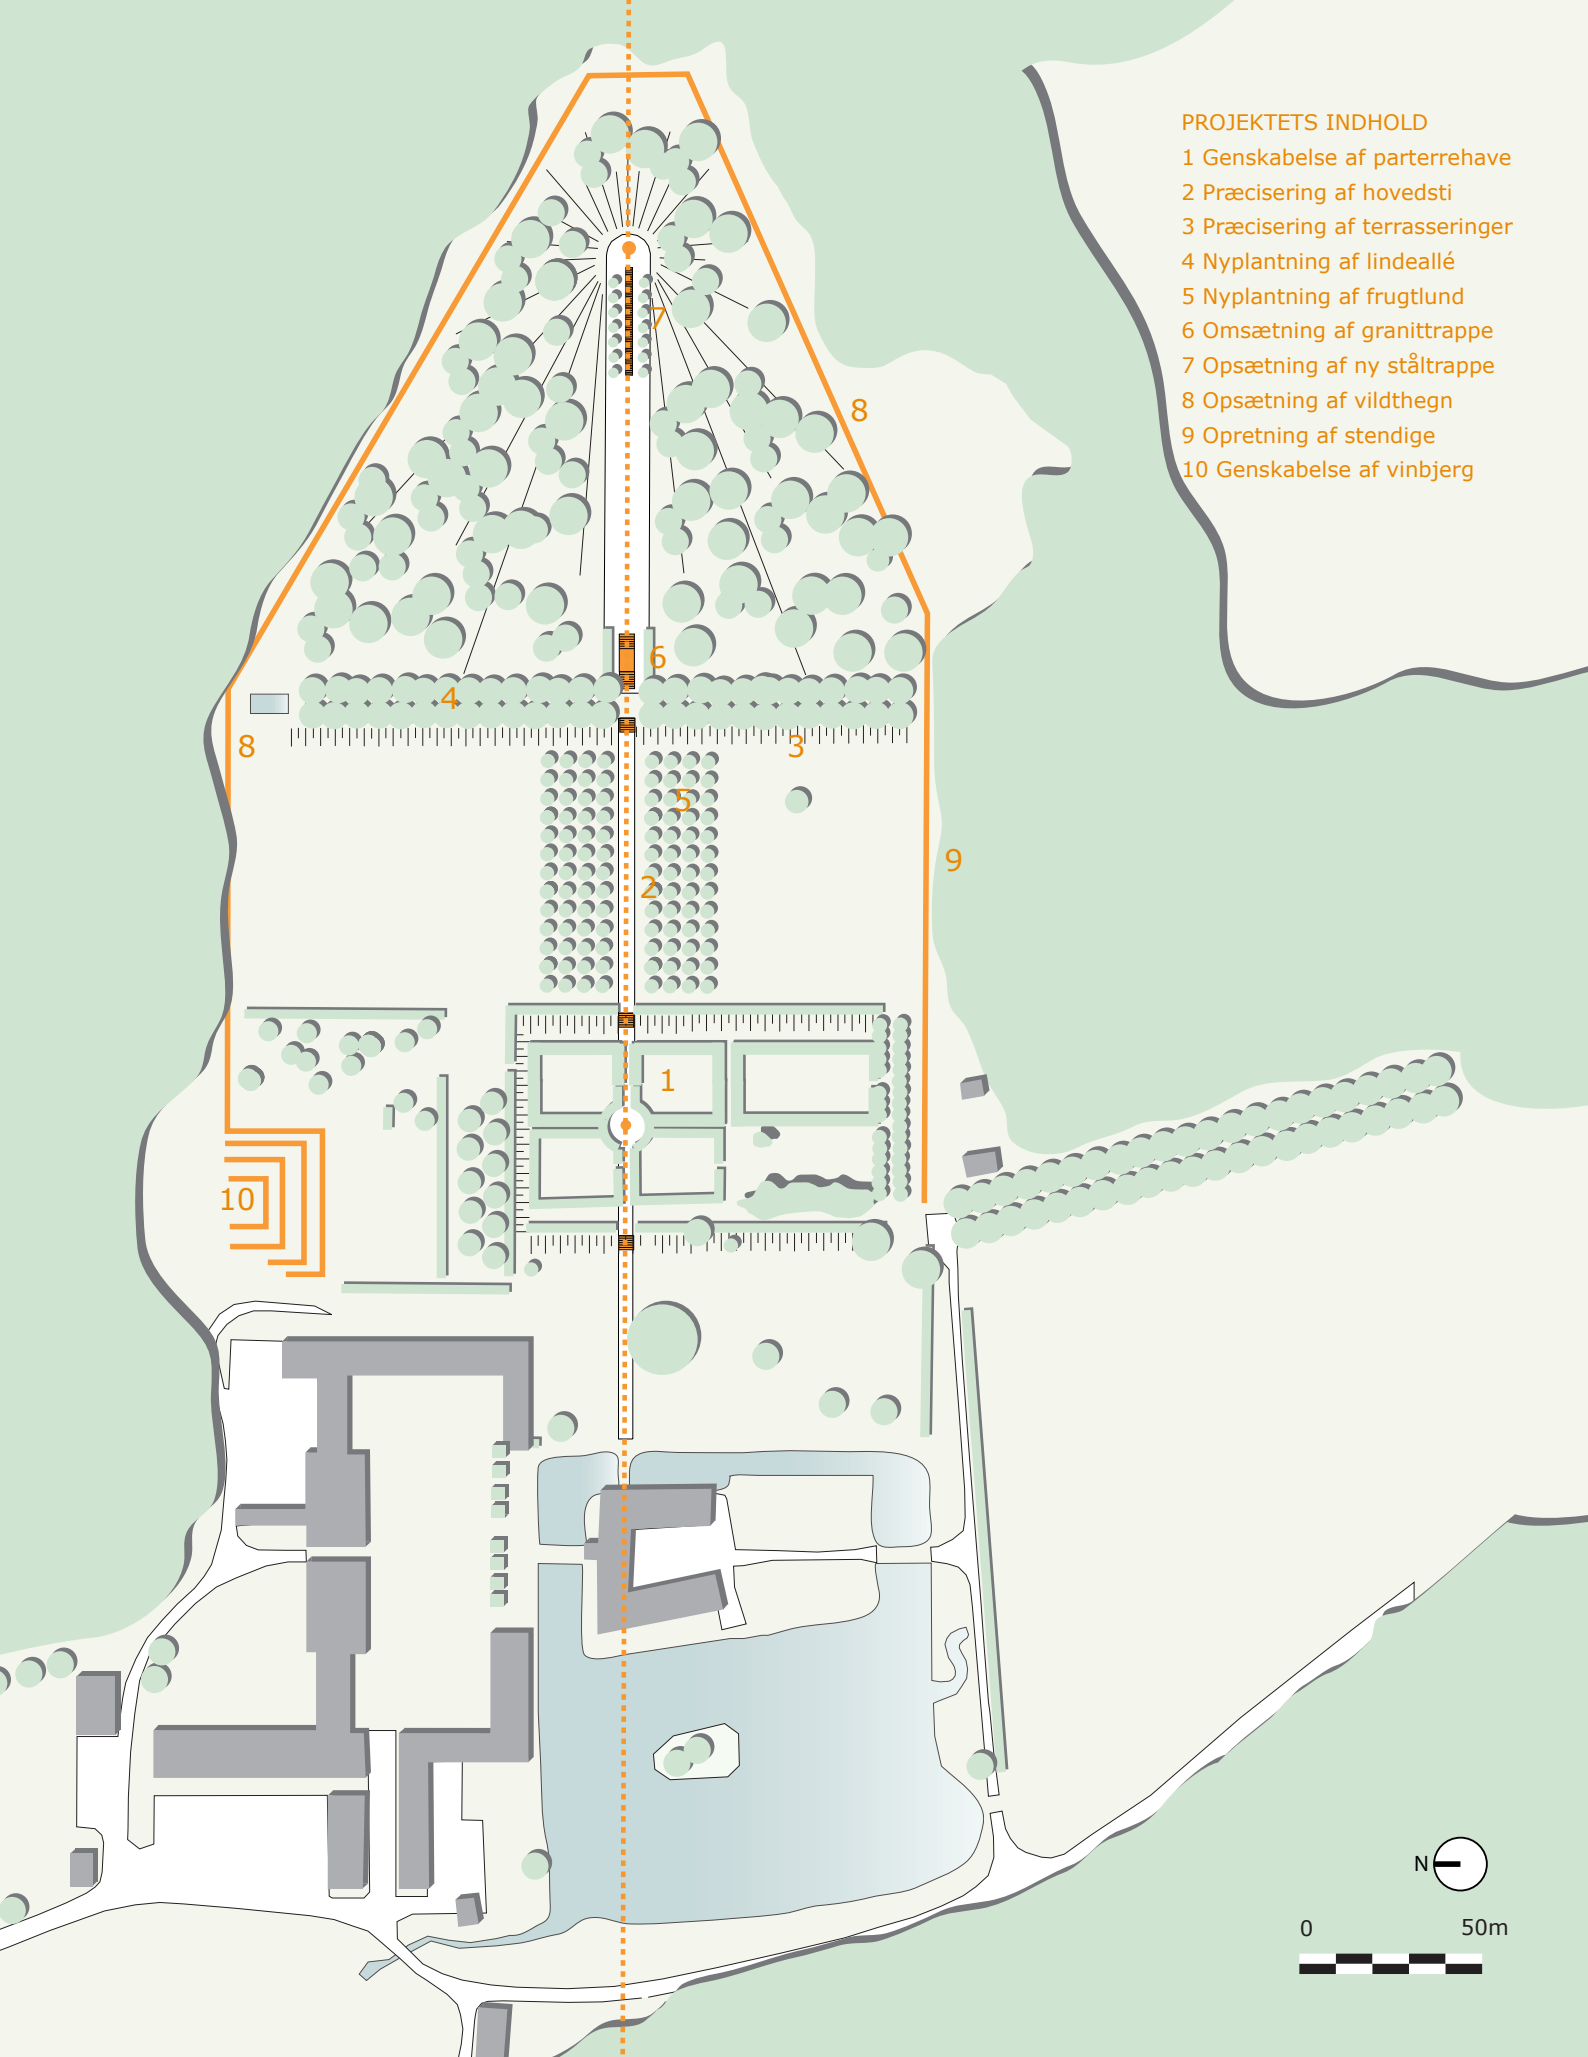 PROJEKTETS INDHOLD
1 Genskabelse af parterrehave
2 Præcisering af hovedsti
3 Præcisering af terrasseringer
4 Nyplantning af lindeallé
5 Nyplantning af frugtlund
6 Omsætning af granittrappe
7 Opsætning af ny ståltrappe
8 Opsætning af vildthegn
9 Opretning af stendige
10 Genskabelse af vinbjerg
7
8
6
4
8
3
5
9
2
1
10
N
0 50m